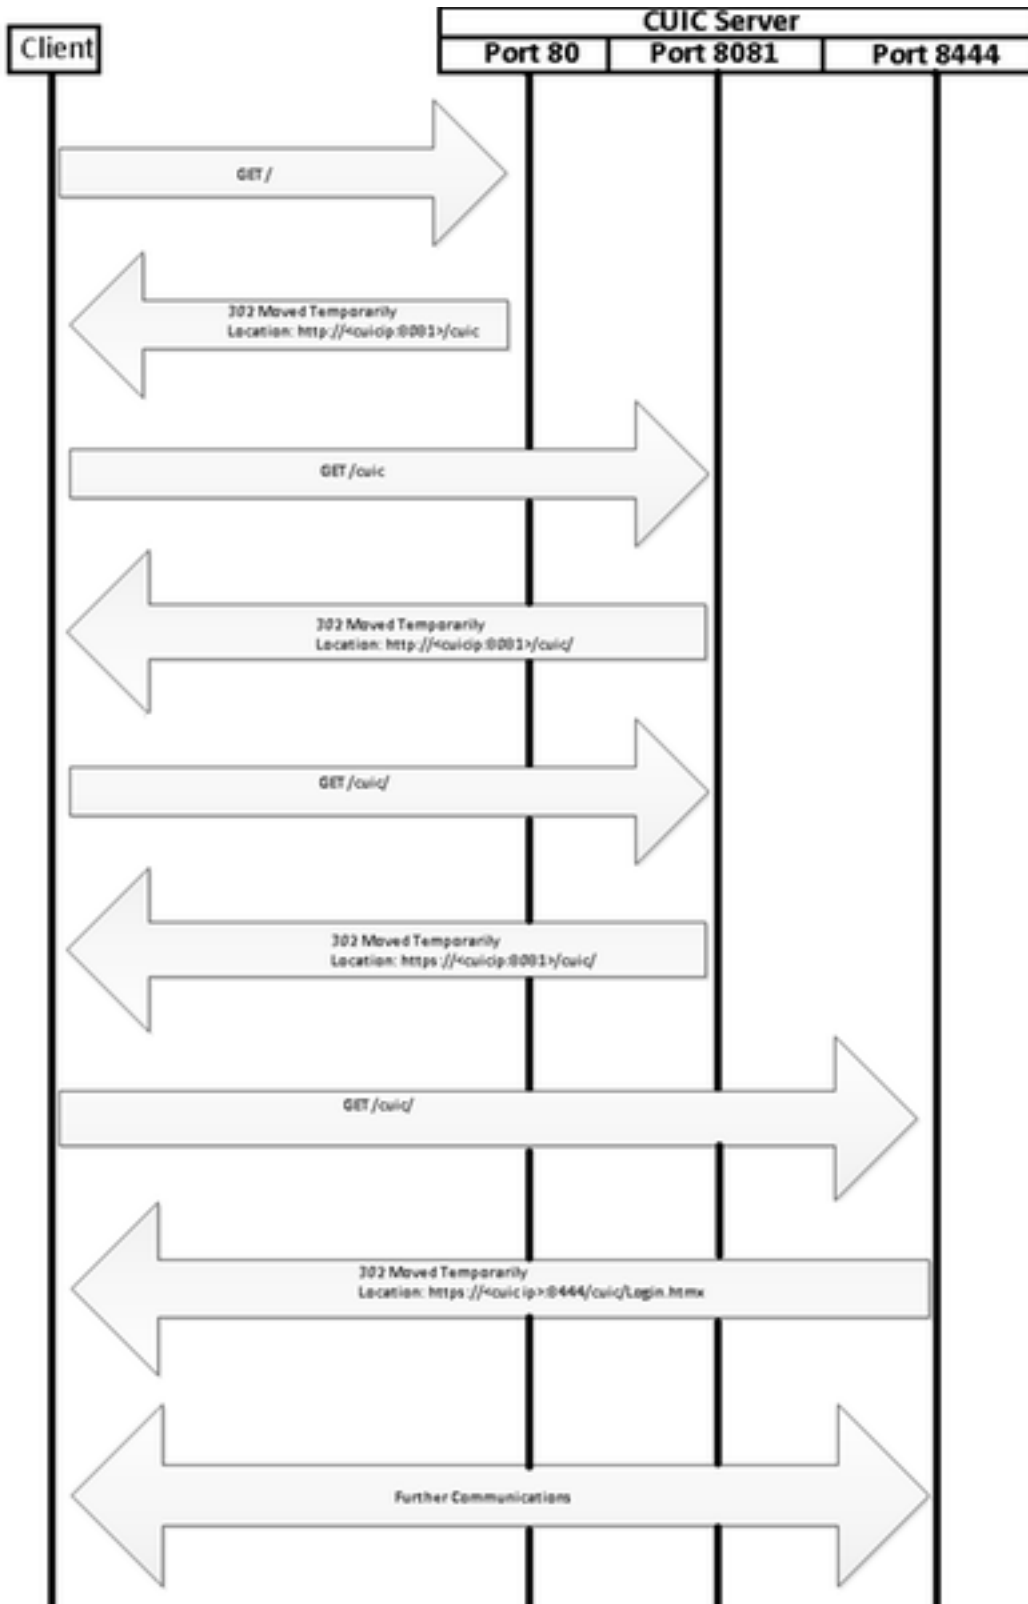 Client
CUIC Server
Port 80
Port 8081
Port 8444
GET /
302 Moved Temporarily
Location: http://<cuicip:8081>/cuic
GET /cuic
302 Moved Temporarily
Location: http://<cuicip:8081>/cuic/
GET /cuic/
302 Moved Temporarily
Location: https://<cuicip:8081>/cuic/
GET /cuic/
302 Moved Temporarily
Location: https://<cuic ip>:8444/cuic/Login.htmx
Further Communications